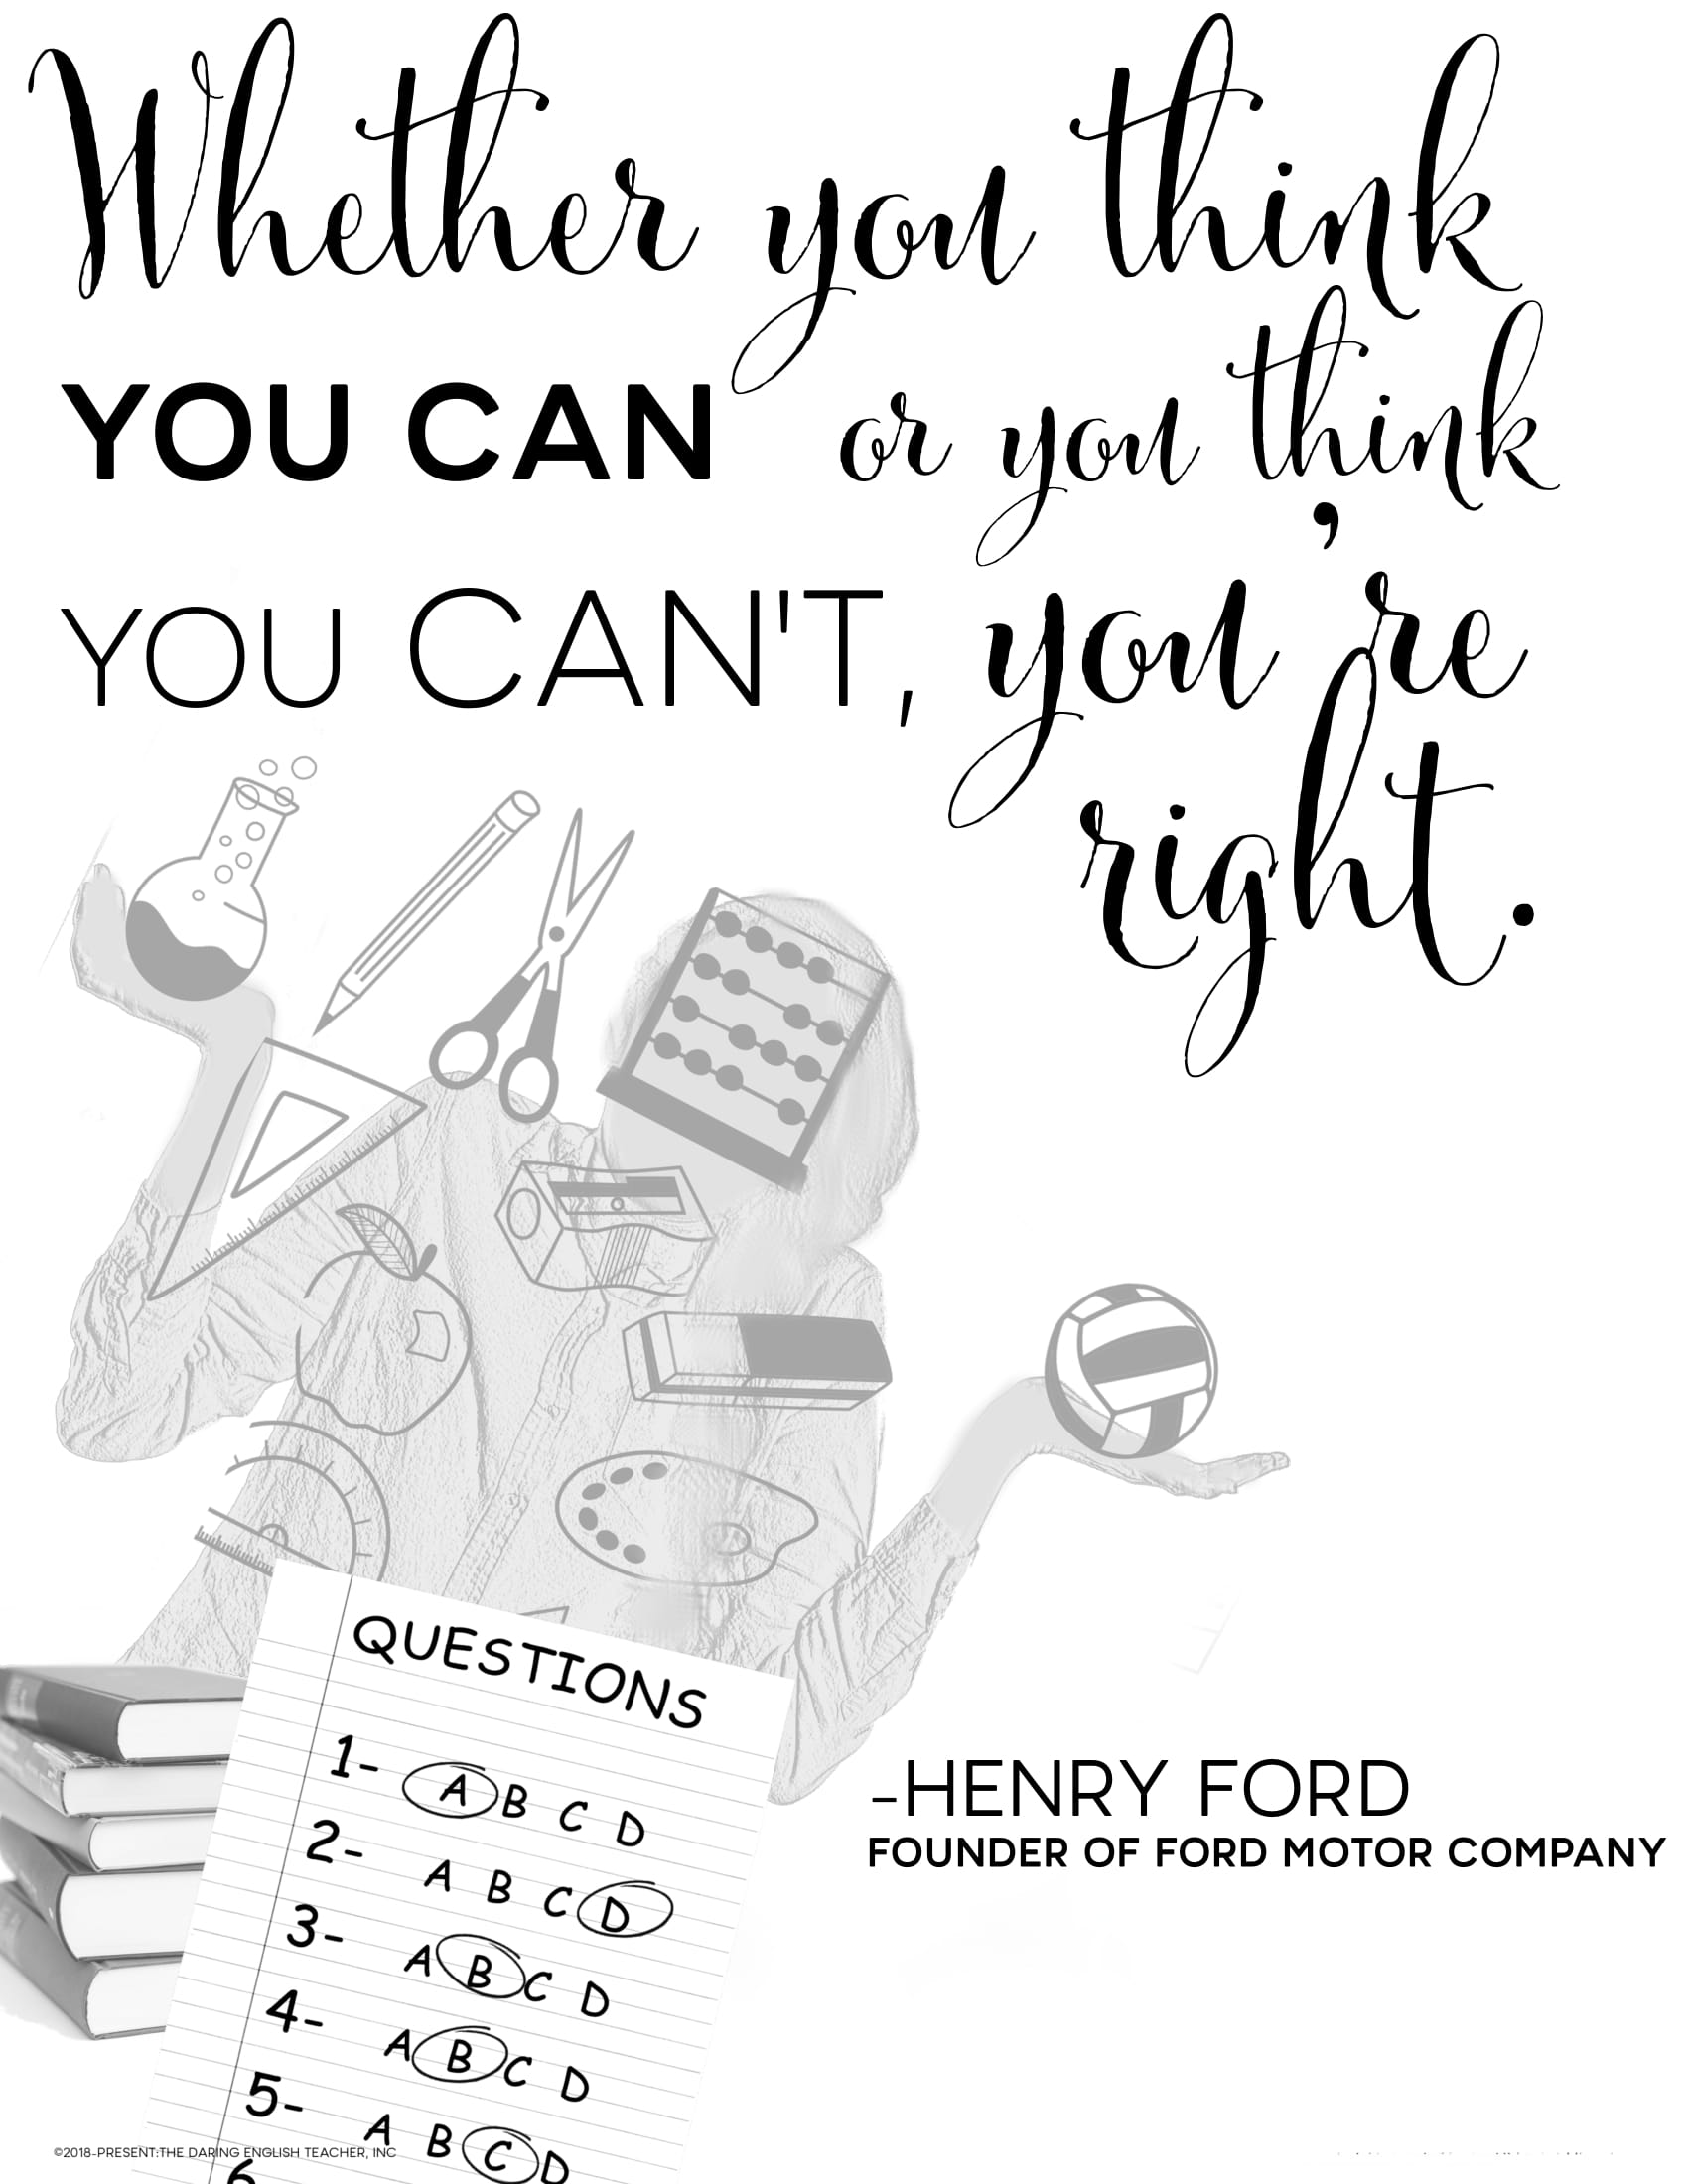 Whether you think
YOU CAN or you think
YOU CAN'T, you're
right.
QUESTIONS
1- A B C D
2- A B C D
3- A B C D
4- A B C D
5- A B C D
6
-HENRY FORD
FOUNDER OF FORD MOTOR COMPANY
©2018-PRESENT:THE DARING ENGLISH TEACHER, INC